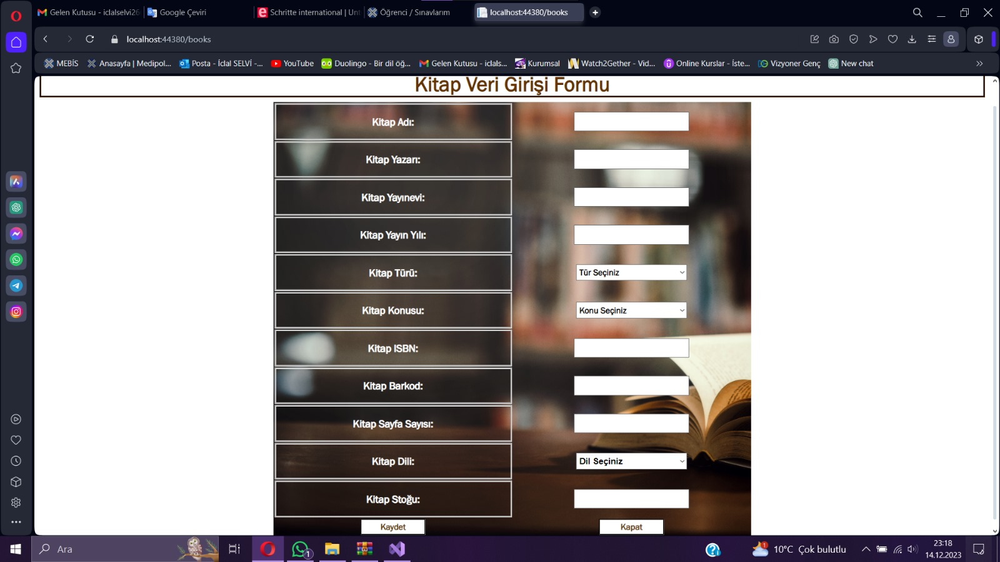 Gelen Kutusu - iclalselvi26
Google Çeviri
Schritte international | Unt
Öğrenci / Sınavlarım
localhost:44380/books
localhost:44380/books
MEBİS
Anasayfa | Medipol...
Posta - İclal SELVİ -...
YouTube
Duolingo - Bir dil öğ...
Gelen Kutusu - iclals...
Kurumsal
Watch2Gether - Vid...
Online Kurslar - İste...
Vizyoner Genç
New chat
Kitap Veri Girişi Formu
Kitap Adı:
Kitap Yazarı:
Kitap Yayınevi:
Kitap Yayın Yılı:
Kitap Türü:
Tür Seçiniz
Kitap Konusu:
Konu Seçiniz
Kitap ISBN:
Kitap Barkod:
Kitap Sayfa Sayısı:
Kitap Dili:
Dil Seçiniz
Kitap Stoğu:
Kaydet
Kapat
Ara
1
1
10°C Çok bulutlu
23:18
14.12.2023